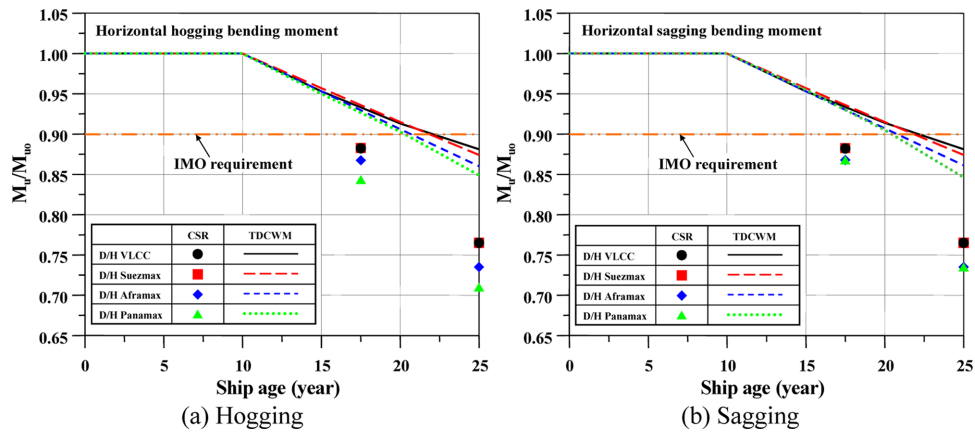 Horizontal hogging bending moment
1.05
1.00
0.95
0.90
0.85
0.80
0.75
0.70
0.65
Mu/Muo
IMO requirement
CSR TDCWM
D/H VLCC
D/H Suezmax
D/H Aframax
D/H Panamax
0 5 10 15 20 25
Ship age (year)
(a) Hogging
Horizontal sagging bending moment
1.05
1.00
0.95
0.90
0.85
0.80
0.75
0.70
0.65
Mu/Muo
IMO requirement
CSR TDCWM
D/H VLCC
D/H Suezmax
D/H Aframax
D/H Panamax
0 5 10 15 20 25
Ship age (year)
(b) Sagging